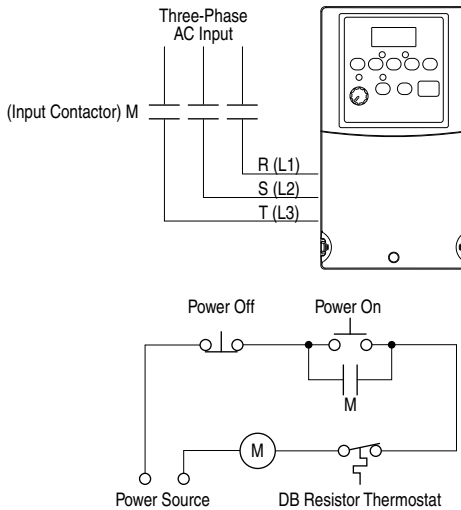 Three-Phase
AC Input
(Input Contactor) M
R (L1)
S (L2)
T (L3)
Power Off
Power On
M
M
Power Source
DB Resistor Thermostat